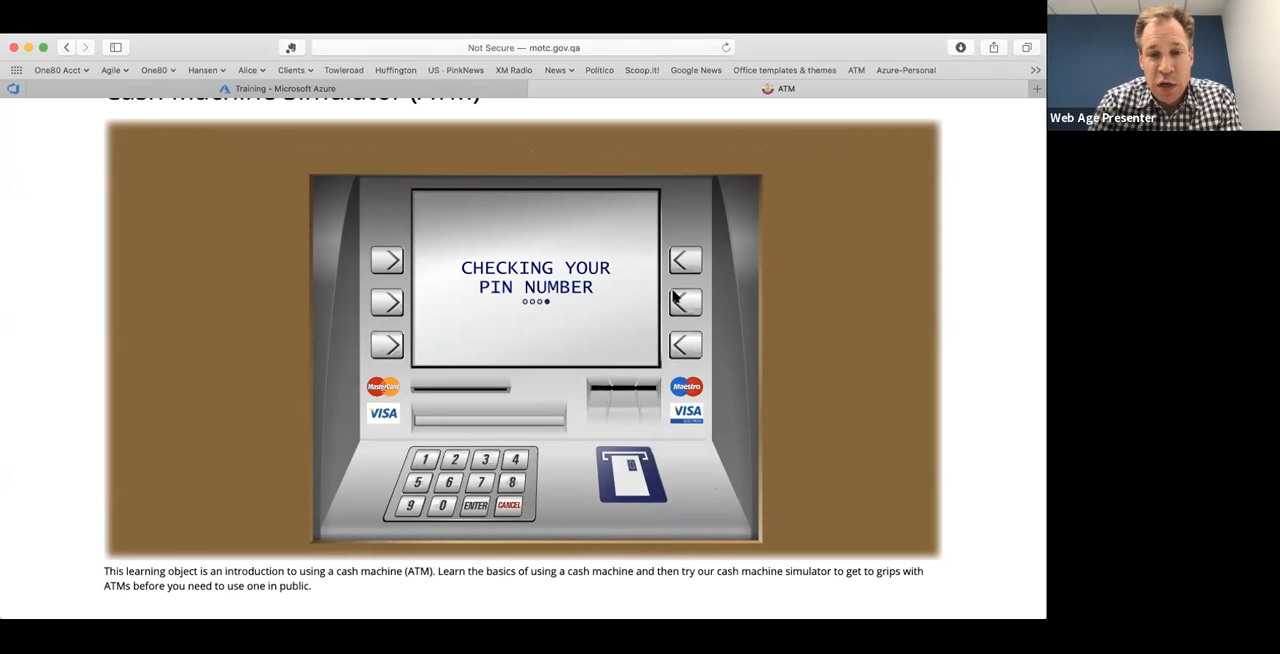 Not Secure — motc.gov.qa
One80 Acct Agile One80 Hansen Alice Clients Towleroad Huffington US - PinkNews XM Radio News Politico Scoop.it! Google News Office templates & themes ATM Azure-Personal
Training - Microsoft Azure ATM
Cash Machine Simulator (ATM)
Web Age Presenter
CHECKING YOUR
PIN NUMBER
MasterCard
Maestro
VISA
VISA
1 2 3 4
5 6 7 8
9 0 ENTER CANCEL
This learning object is an introduction to using a cash machine (ATM). Learn the basics of using a cash machine and then try our cash machine simulator to get to grips with
ATMs before you need to use one in public.